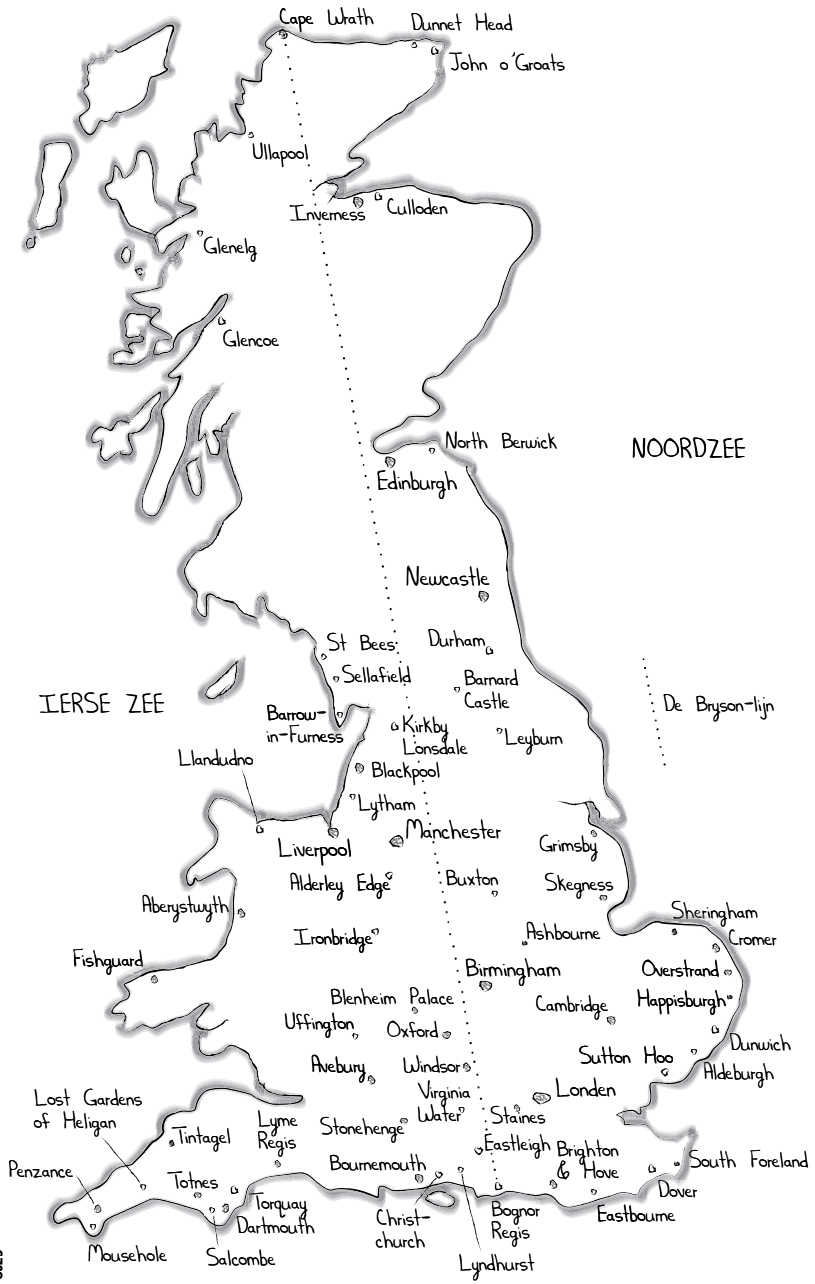 Cape Wrath
Dunnet Head
John o'Groats
Ullapool
Inverness
Culloden
Glenelg
Glencoe
North Berwick
NOORDZEE
Edinburgh
Newcastle
St Bees
Durham
Sellafield
Barnard
Castle
IERSE ZEE
De Bryson-lijn
Barrow-
in-Furness
Kirkby
Lonsdale
Leyburn
Llandudno
Blackpool
Lytham
Manchester
Liverpool
Grimsby
Alderley Edge
Buxton
Skegness
Aberystwyth
Sheringham
Cromer
Ironbridge
Ashbourne
Fishguard
Birmingham
Overstrand
Blenheim Palace
Cambridge
Happisburgh
Uffington
Oxford
Dunwich
Avebury
Windsor
Sutton Hoo
Aldeburgh
Virginia
Water
Londen
Lost Gardens
of Heligan
Lyme
Regis
Stonehenge
Staines
Tintagel
Eastleigh
Brighton
& Hove
Penzance
Totnes
Bournemouth
South Foreland
Dover
Torquay
Dartmouth
Christ-
church
Bognor
Regis
Eastbourne
Mousehole
Salcombe
Lyndhurst